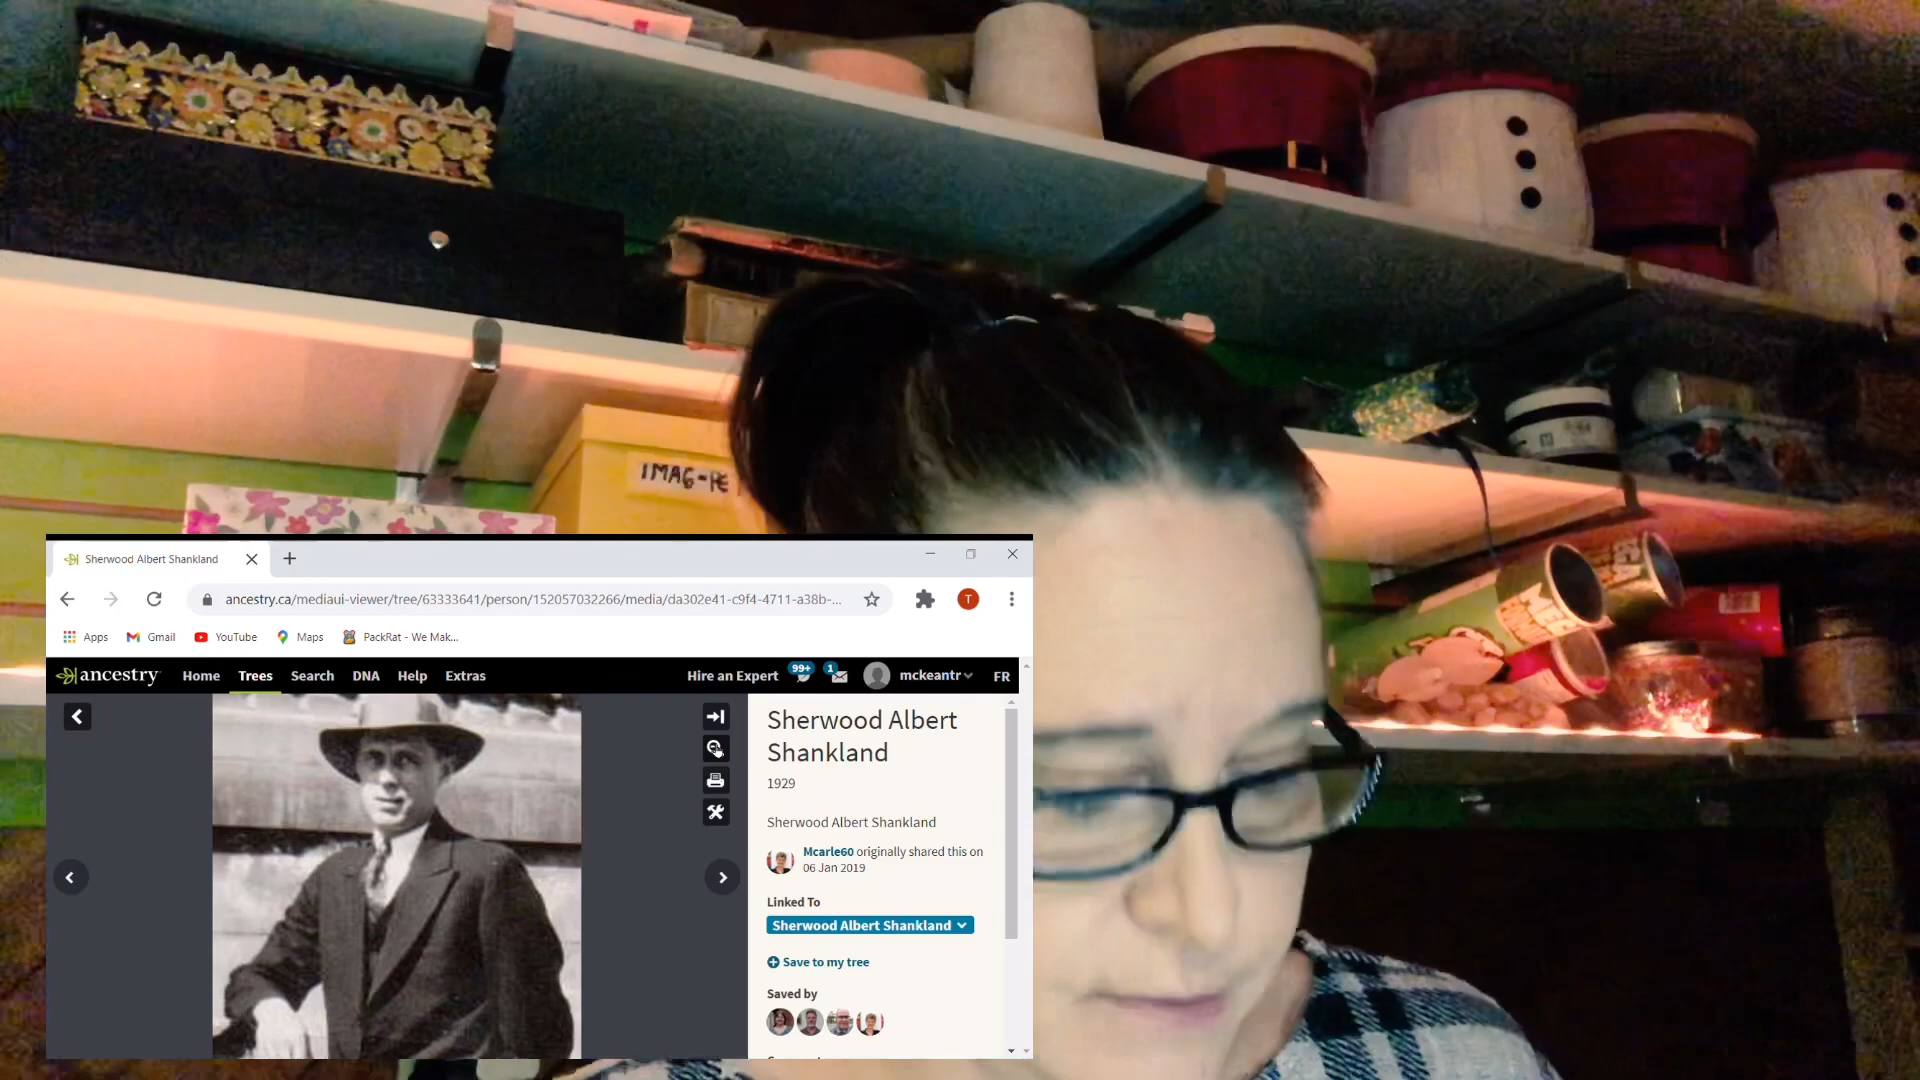 IMAG-PE
Sherwood Albert Shankland
ancestry.ca/mediaui-viewer/tree/63333641/person/152057032266/media/da302e41-c9f4-4711-a38b-...
T
Apps Gmail YouTube Maps PackRat - We Mak...
ancestry Home Trees Search DNA Help Extras Hire an Expert 99+ 1 mckeantr FR
Sherwood Albert
Shankland
1929
Sherwood Albert Shankland
Mcarle60 originally shared this on
06 Jan 2019
Linked To
Sherwood Albert Shankland
Save to my tree
Saved by